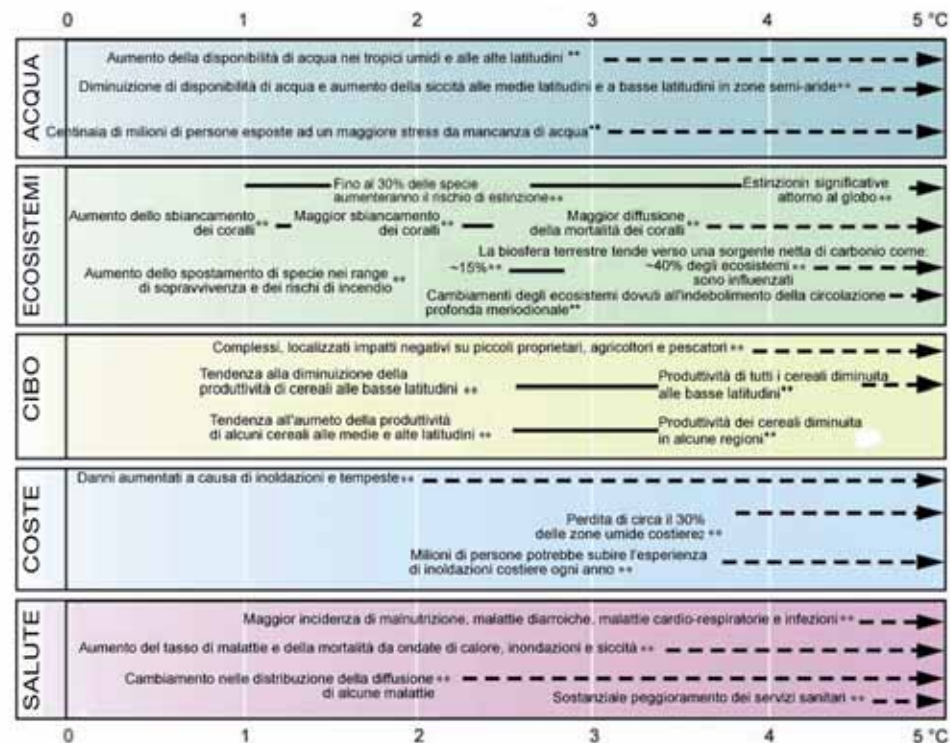 0 1 2 3 4 5 °C
ACQUA
Aumento della disponibilità di acqua nei tropici umidi e alle alte latitudini **
Diminuizione di disponibilità di acqua e aumento della siccità alle medie latitudini e a basse latitudini in zone semi-aride **
Centinaia di milioni di persone esposte ad un maggiore stress da mancanza di acqua**
ECOSISTEMI
Fino al 30% delle specie
aumenteranno il rischio di estinzione **
Estinzionin significative
attorno al globo **
Aumento dello sbiancamento
dei coralli **
Maggior sbiancamento
dei coralli **
Maggior diffusione
della mortalità dei coralli **
La biosfera terrestre tende verso una sorgente netta di carbonio come:
~15% **
~40% degli ecosistemi **
sono influenzati
Aumento dello spostamento di specie nei range
di sopravvivenza e dei rischi di incendio **
Cambiamenti degli ecosistemi dovuti all'indebolimento della circolazione
profonda meriodionale**
CIBO
Complessi, localizzati impatti negativi su piccoli proprietari, agricoltori e pescatori **
Tendenza alla diminuizione della
produttività di cereali alle basse latitudini **
Produttività di tutti i cereali diminuita
alle basse latitudini**
Tendenza all'aumeto della produttività
di alcuni cereali alle medie e alte latitudini **
Produttività dei cereali diminuita
in alcune regioni**
COSTE
Danni aumentati a causa di inoldazioni e tempeste **
Perdita di circa il 30%
delle zone umide costiere2 **
Milioni di persone potrebbe subire l'esperienza
di inoldazioni costiere ogni anno **
SALUTE
Maggior incidenza di malnutrizione, malattie diarroiche, malattie cardio-respiratorie e infezioni **
Aumento del tasso di malattie e della mortalità da ondate di calore, inondazioni e siccità **
Cambiamento nelle distribuzione della diffusione **
di alcune malattie
Sostanziale peggioramento dei servizi sanitari **
0 1 2 3 4 5 °C